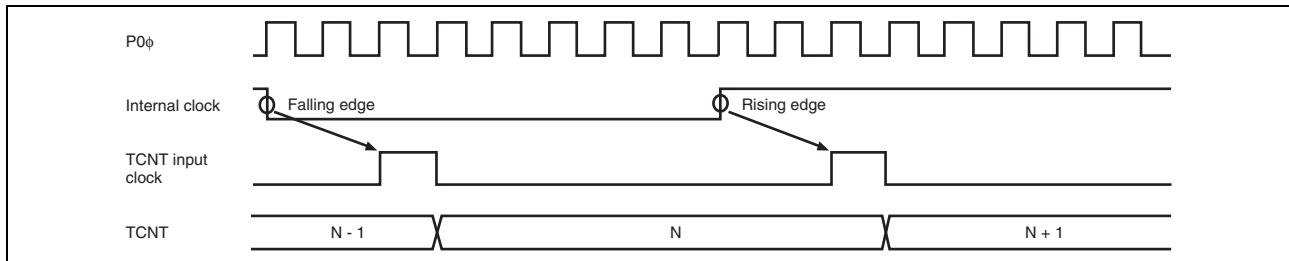 P0ϕ
Internal clock
Falling edge
Rising edge
TCNT input
clock
TCNT
N - 1
N
N + 1